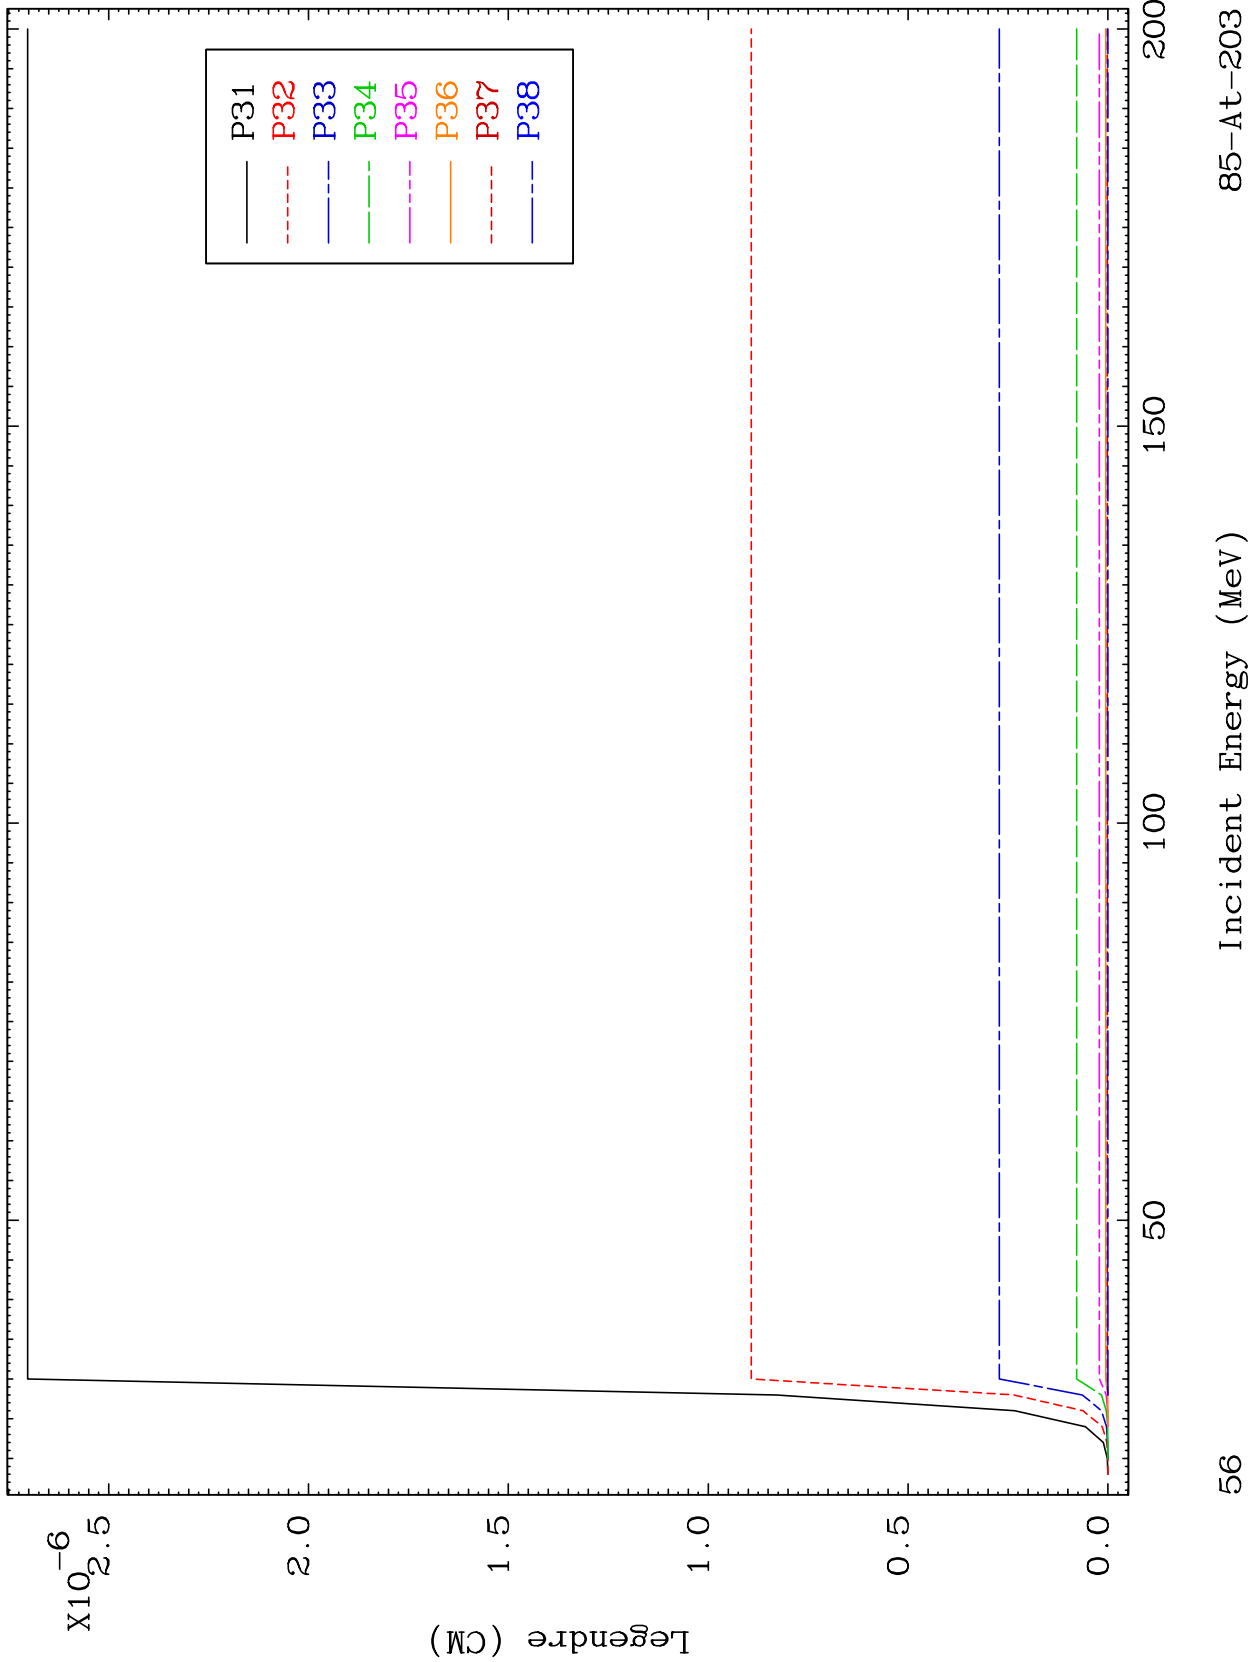 X10-6
2.5
2.0
1.5
1.0
0.5
0.0
Legendre (CM)
P31
P32
P33
P34
P35
P36
P37
P38
50
100
150
200
Incident Energy (MeV)
56
85-At-203